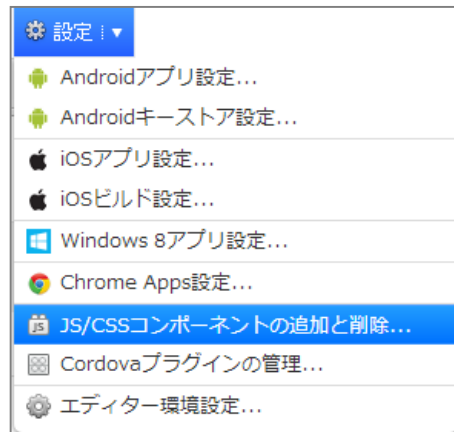 設定
Androidアプリ設定...
Androidキーストア設定...
iOSアプリ設定...
iOSビルド設定...
Windows 8アプリ設定...
Chrome Apps設定...
JS JS/CSSコンポーネントの追加と削除...
Cordovaプラグインの管理...
エディター環境設定...